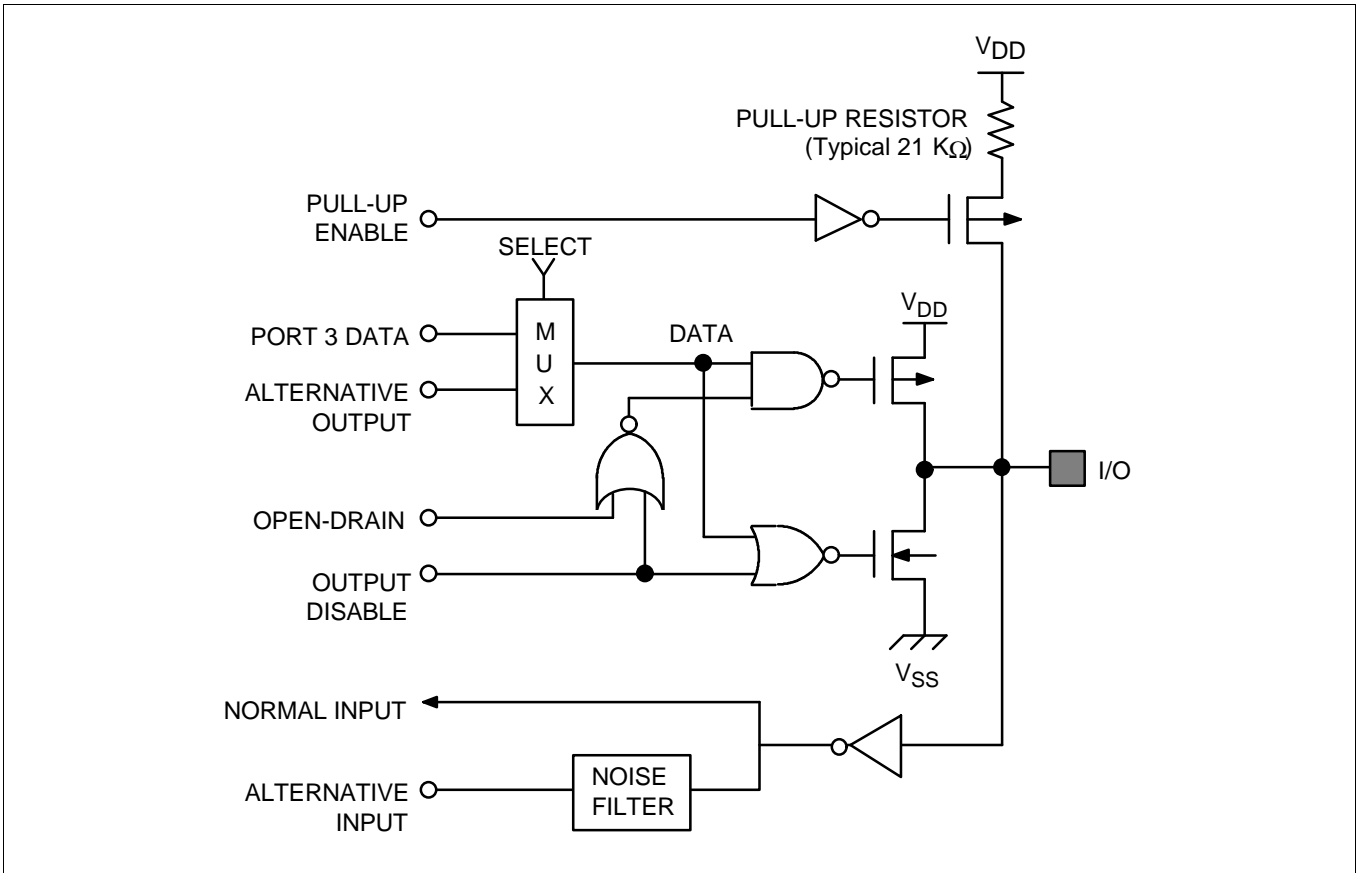 VDD
PULL-UP RESISTOR
(Typical 21 KΩ)
PULL-UP
ENABLE
SELECT
VDD
PORT 3 DATA
M
U
X
DATA
ALTERNATIVE
OUTPUT
I/O
OPEN-DRAIN
OUTPUT
DISABLE
VSS
NORMAL INPUT
NOISE
FILTER
ALTERNATIVE
INPUT